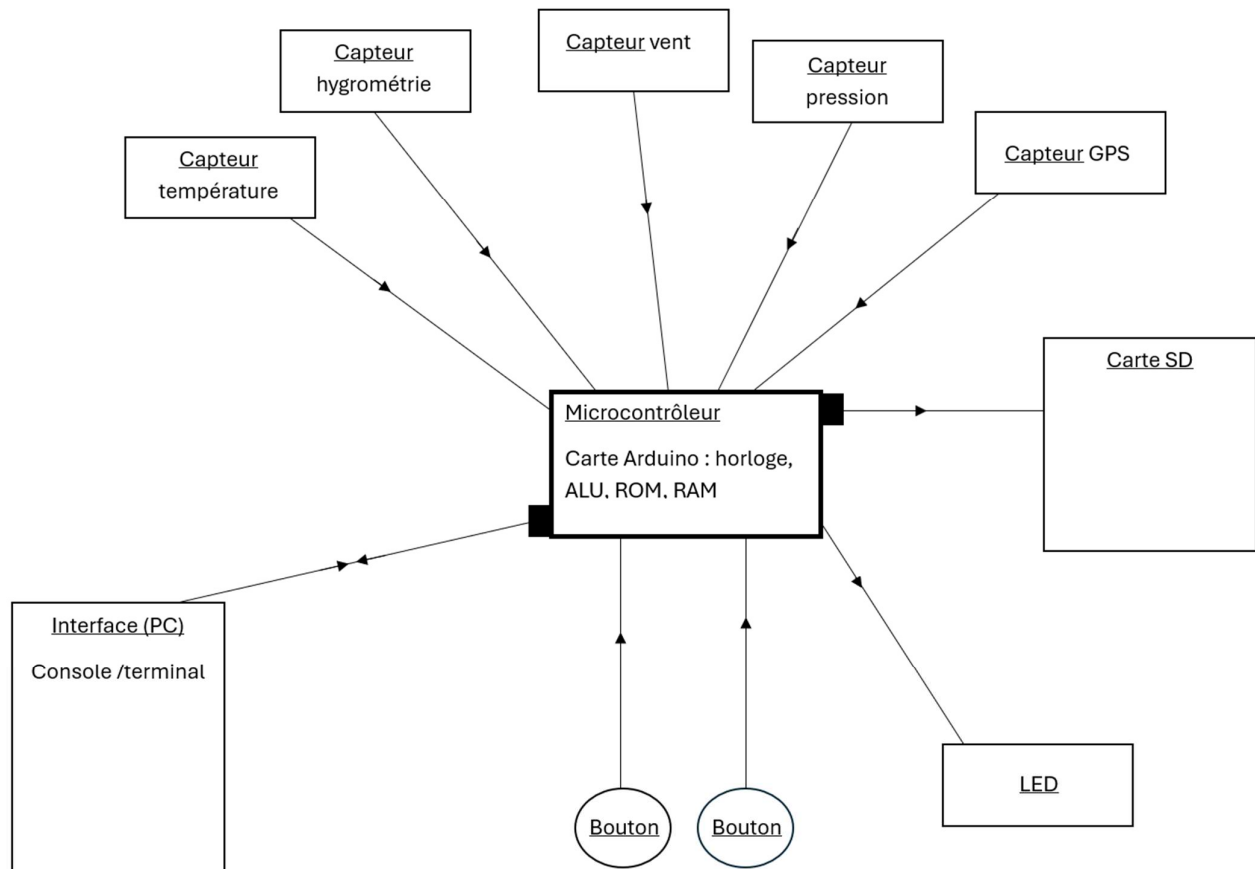 Capteur vent
Capteur
hygrométrie
Capteur
pression
Capteur GPS
Capteur
température
Carte SD
Microcontrôleur
Carte Arduino : horloge,
ALU, ROM, RAM
Interface (PC)
Console /terminal
LED
Bouton
Bouton